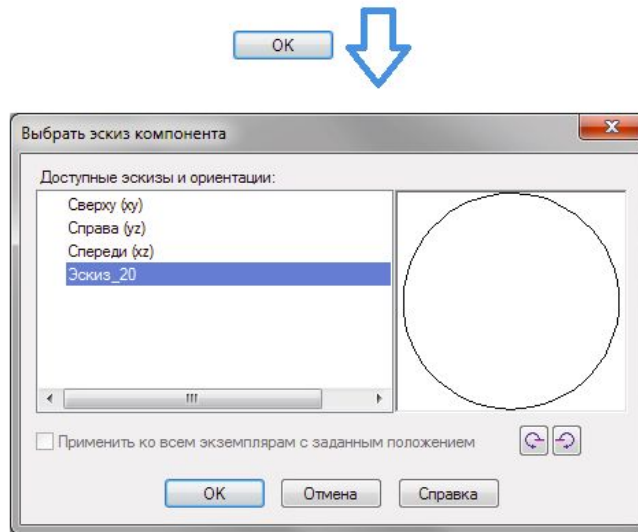 OK
Выбрать эскиз компонента
Доступные эскизы и ориентации:
Сверху (xy)
Справа (yz)
Спереди (xz)
Эскиз_20
Применить ко всем экземплярам с заданным положением
OK Отмена Справка